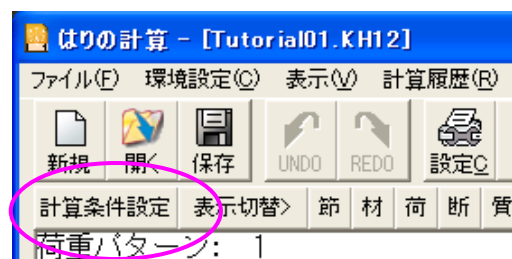 はりの計算 - [Tutorial01.KH12]
ファイル(F) 環境設定(C) 表示(V) 計算履歴(R)
新規 開く 保存 UNDO REDO 設定C
計算条件設定 表示切替> 節 材 荷 断 質
荷重パターン: 1